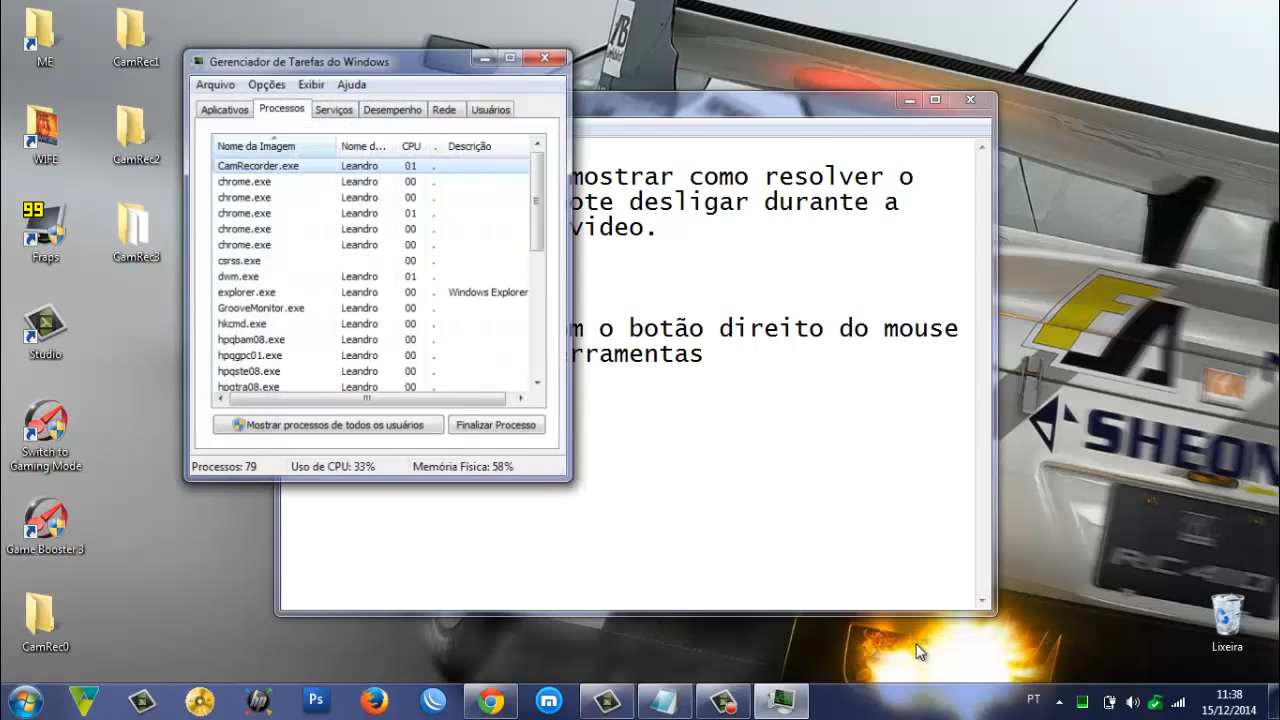 ME
CamRec1
WIFE
CamRec2
99
Fraps
CamRec3
Studio
Switch to
Gaming Mode
Game Booster 3
CamRec0
Gerenciador de Tarefas do Windows
Arquivo Opções Exibir Ajuda
Aplicativos Processos Serviços Desempenho Rede Usuários
Nome da Imagem Nome d... CPU . Descrição
CamRecorder.exe Leandro 01 .
chrome.exe Leandro 00 .
chrome.exe Leandro 00 .
chrome.exe Leandro 01 .
chrome.exe Leandro 00 .
chrome.exe Leandro 00 .
csrss.exe 00 .
dwm.exe Leandro 01 .
explorer.exe Leandro 00 . Windows Explorer
GrooveMonitor.exe Leandro 00 .
hkcmd.exe Leandro 00 .
hpqbam08.exe Leandro 00 .
hpqgpc01.exe Leandro 00 .
hpqste08.exe Leandro 00 .
hpqtra08.exe Leandro 00 .
Mostrar processos de todos os usuários Finalizar Processo
Processos: 79 Uso de CPU: 33% Memória Física: 58%
mostrar como resolver o
ote desligar durante a
video.
m o botão direito do mouse
rramentas
SHEON
Lixeira
hp
Ps
PT
11:38
15/12/2014